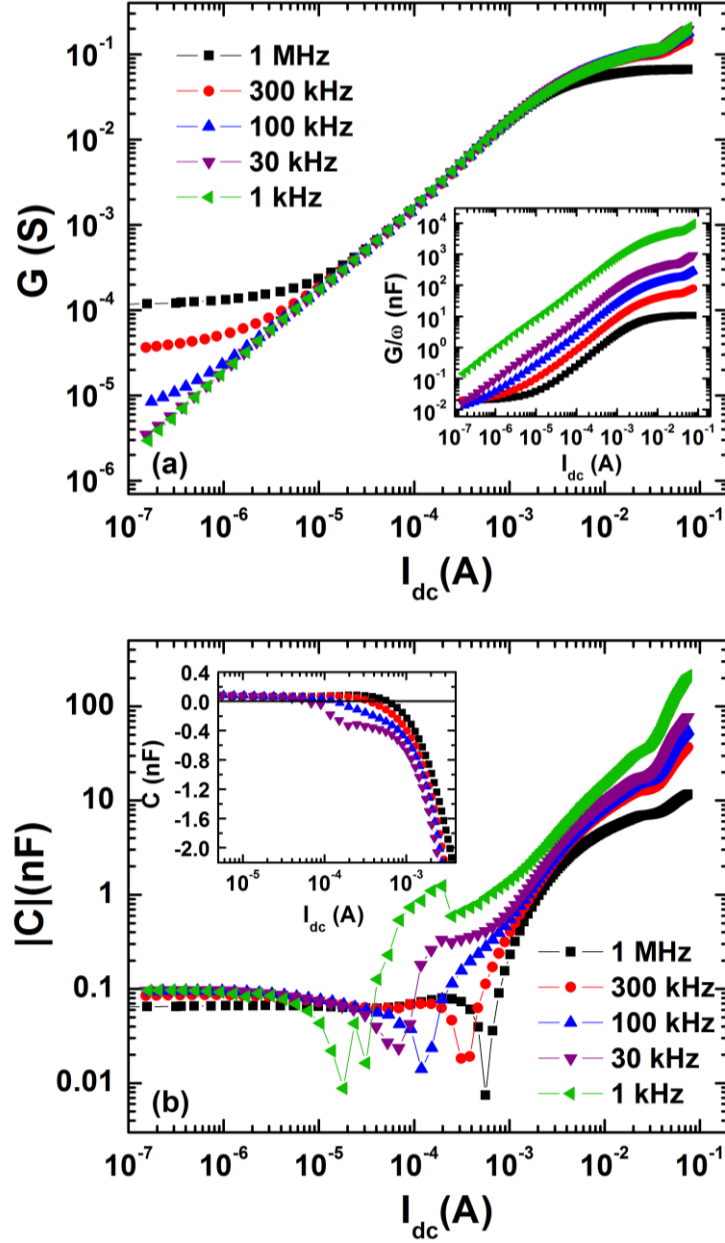 10⁰
10⁻¹
10⁻²
10⁻³
10⁻⁴
10⁻⁵
10⁻⁶
G (S)
1 MHz
300 kHz
100 kHz
30 kHz
1 kHz
10⁴
10³
10²
10¹
10⁰
10⁻¹
10⁻²
G/ω (nF)
10⁻⁷ 10⁻⁶ 10⁻⁵ 10⁻⁴ 10⁻³ 10⁻² 10⁻¹
I_dc (A)
(a)
10⁻⁷ 10⁻⁶ 10⁻⁵ 10⁻⁴ 10⁻³ 10⁻² 10⁻¹
I_dc(A)
100
10
1
0.1
0.01
|C|(nF)
0.4
0.0
-0.4
-0.8
-1.2
-1.6
-2.0
C (nF)
10⁻⁵ 10⁻⁴ 10⁻³
I_dc (A)
1 MHz
300 kHz
100 kHz
30 kHz
1 kHz
(b)
10⁻⁷ 10⁻⁶ 10⁻⁵ 10⁻⁴ 10⁻³ 10⁻² 10⁻¹
I_dc(A)